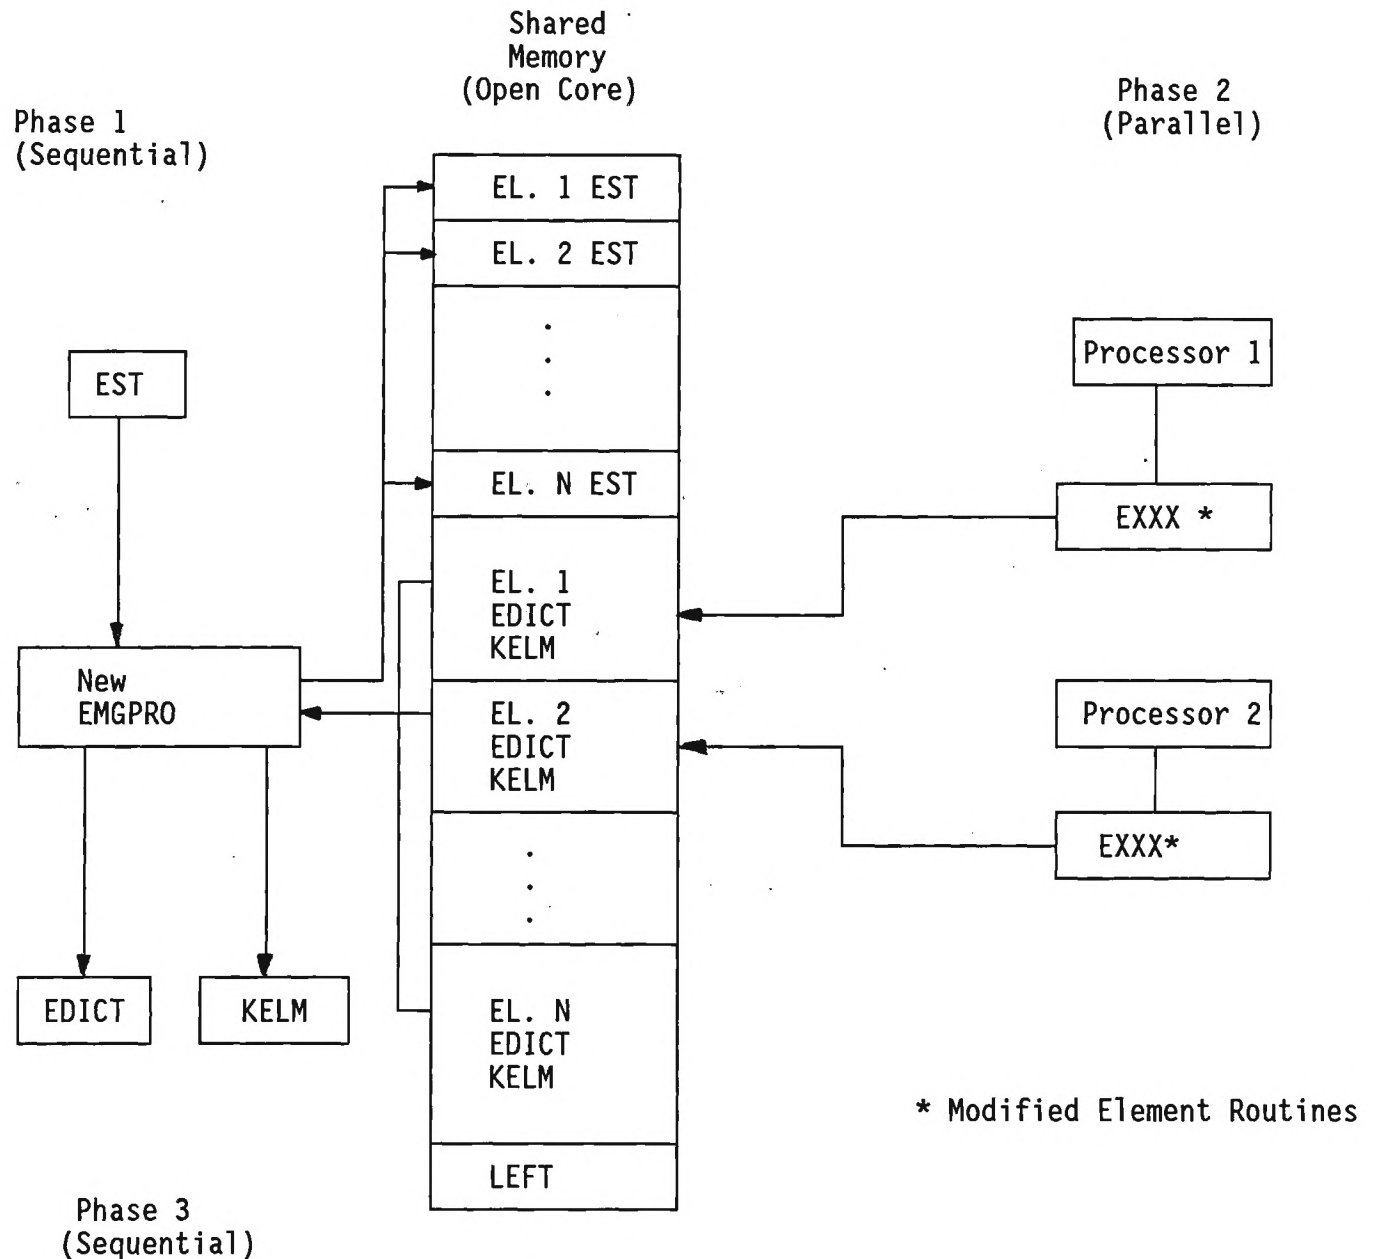 Shared
Memory
(Open Core)
Phase 1
(Sequential)
Phase 2
(Parallel)
EL. 1 EST
EL. 2 EST
.
.
.
EL. N EST
EST
New
EMGPRO
EDICT
KELM
EL. 1
EDICT
KELM
EL. 2
EDICT
KELM
.
.
.
EL. N
EDICT
KELM
LEFT
Processor 1
EXXX *
Processor 2
EXXX*
* Modified Element Routines
Phase 3
(Sequential)